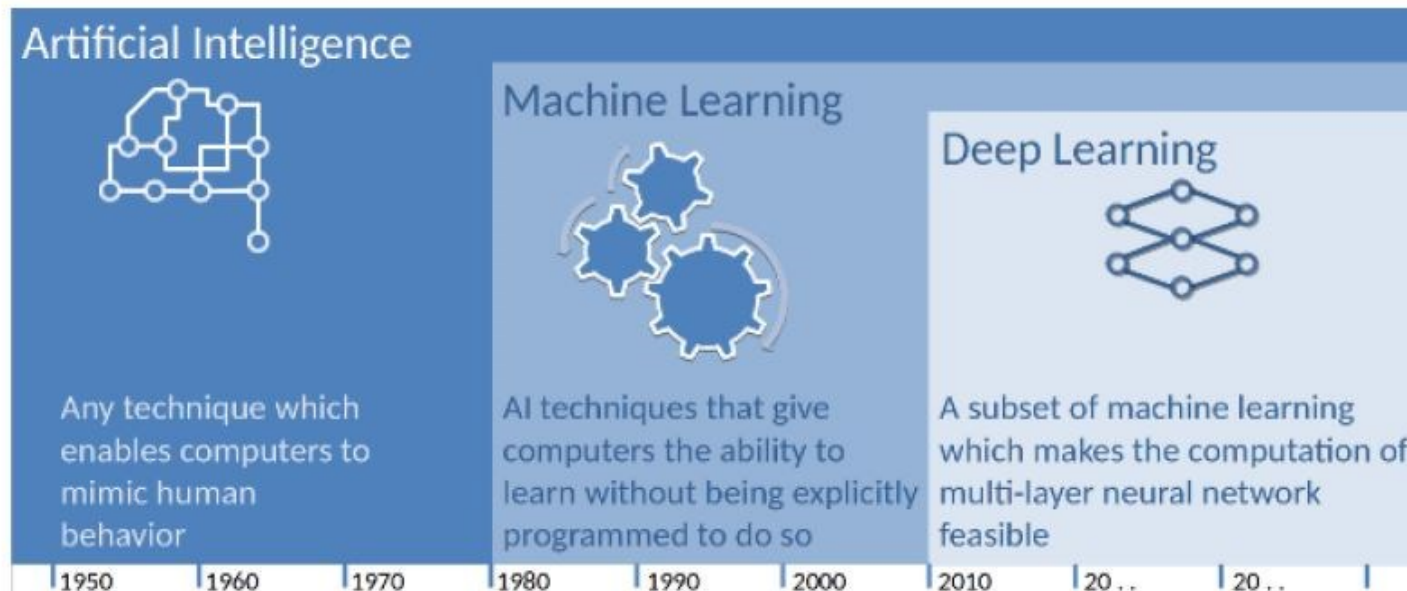 Artificial Intelligence
Machine Learning
Deep Learning
Any technique which
enables computers to
mimic human
behavior
AI techniques that give
computers the ability to
learn without being explicitly
programmed to do so
A subset of machine learning
which makes the computation of
multi-layer neural network
feasible
1950 1960 1970 1980 1990 2000 2010 20 . . 20 . .